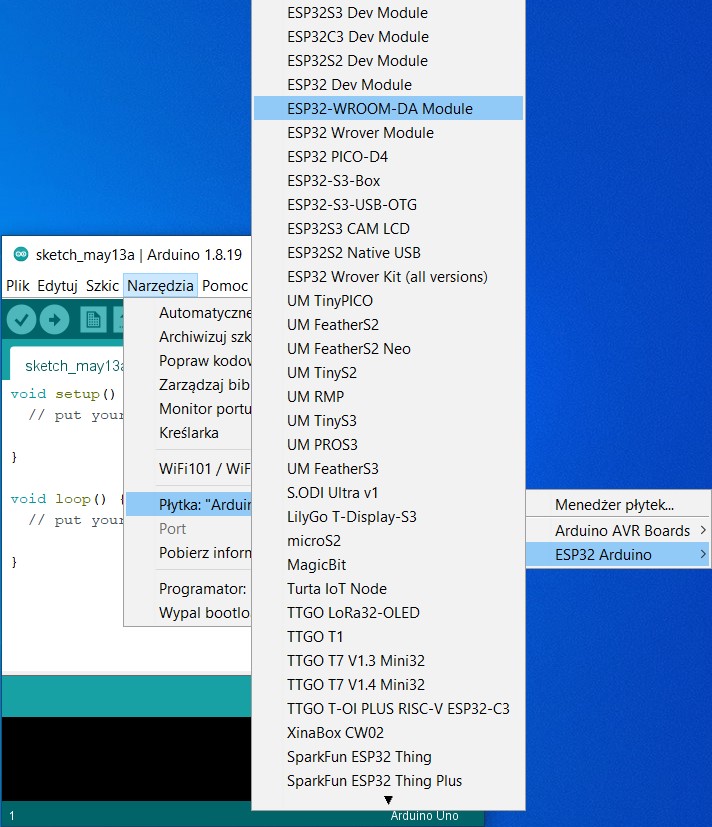 ESP32S3 Dev Module
ESP32C3 Dev Module
ESP32S2 Dev Module
ESP32 Dev Module
ESP32-WROOM-DA Module
ESP32 Wrover Module
ESP32 PICO-D4
ESP32-S3-Box
ESP32-S3-USB-OTG
ESP32S3 CAM LCD
ESP32S2 Native USB
ESP32 Wrover Kit (all versions)
UM TinyPICO
UM FeatherS2
UM FeatherS2 Neo
UM TinyS2
UM RMP
UM TinyS3
UM PROS3
UM FeatherS3
S.ODI Ultra v1
LilyGo T-Display-S3
microS2
MagicBit
Turta IoT Node
TTGO LoRa32-OLED
TTGO T1
TTGO T7 V1.3 Mini32
TTGO T7 V1.4 Mini32
TTGO T-OI PLUS RISC-V ESP32-C3
XinaBox CW02
SparkFun ESP32 Thing
SparkFun ESP32 Thing Plus
sketch_may13a | Arduino 1.8.19
Plik Edytuj Szkic Narzędzia Pomoc
sketch_may13a
void setup()
// put your
}
void loop() {
// put your
}
Automatyczne
Archiwizuj szk
Popraw kodow
Zarządzaj bib
Monitor portu
Kreślarka
WiFi101 / WiF
Płytka: "Arduin
Port
Pobierz inforn
Programator:
Wypal bootlo
Menedżer płytek...
Arduino AVR Boards
ESP32 Arduino
1
Arduino Uno